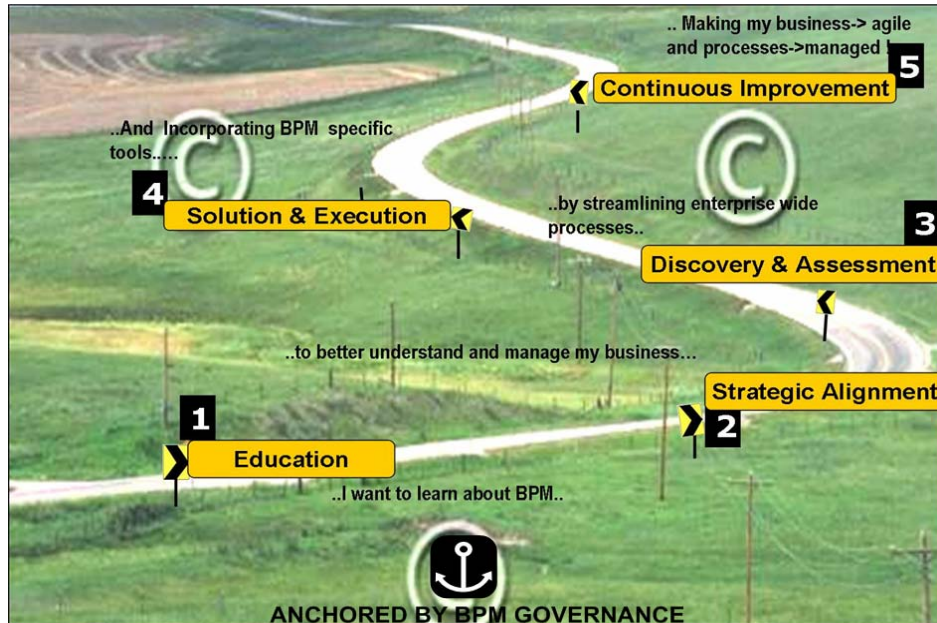 .. Making my business-> agile
and processes->managed !
5
Continuous Improvement
..And Incorporating BPM specific
tools.....
4
Solution & Execution
..by streamlining enterprise wide
processes..
3
Discovery & Assessment
..to better understand and manage my business...
Strategic Alignment
2
1
Education
..I want to learn about BPM..
ANCHORED BY BPM GOVERNANCE
©
©
©